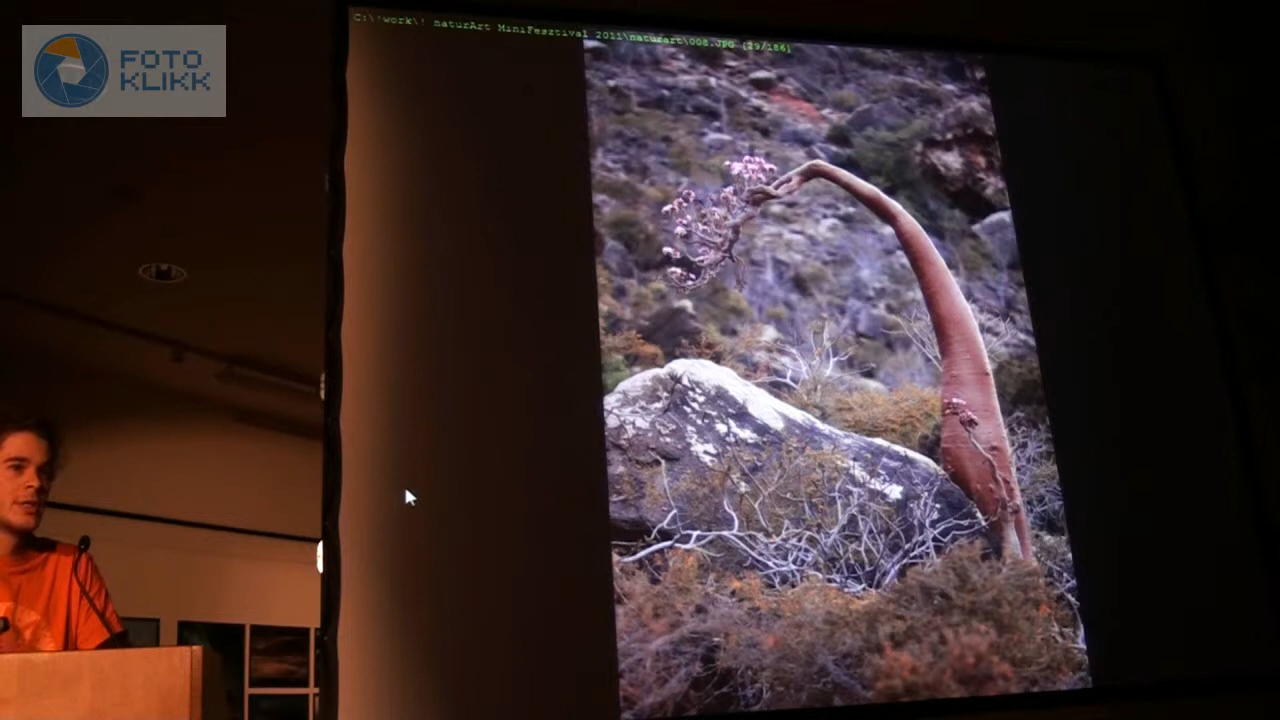 C:\!work\! naturArt MiniFesztival 2011\naturart\008.JPG [29/186]
FOTO
KLIKK